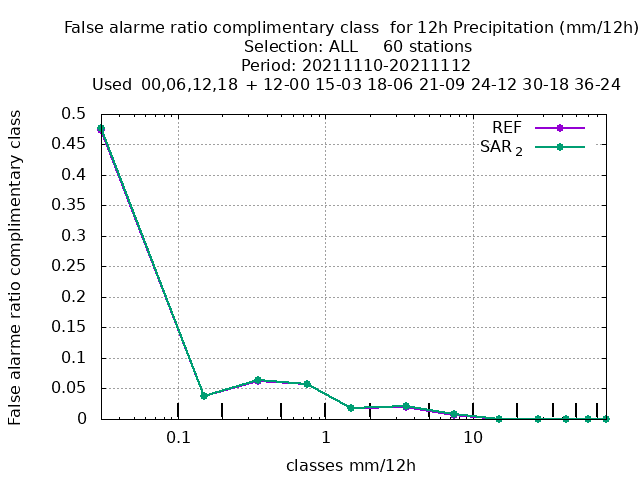 False alarme ratio complimentary class  for 12h Precipitation (mm/12h)
Selection: ALL     60 stations
Period: 20211110-20211112
Used  00,06,12,18  + 12-00 15-03 18-06 21-09 24-12 30-18 36-24
False alarme ratio complimentary class
0.5
0.45
0.4
0.35
0.3
0.25
0.2
0.15
0.1
0.05
0
REF
SAR 2
0.1
1
10
classes mm/12h